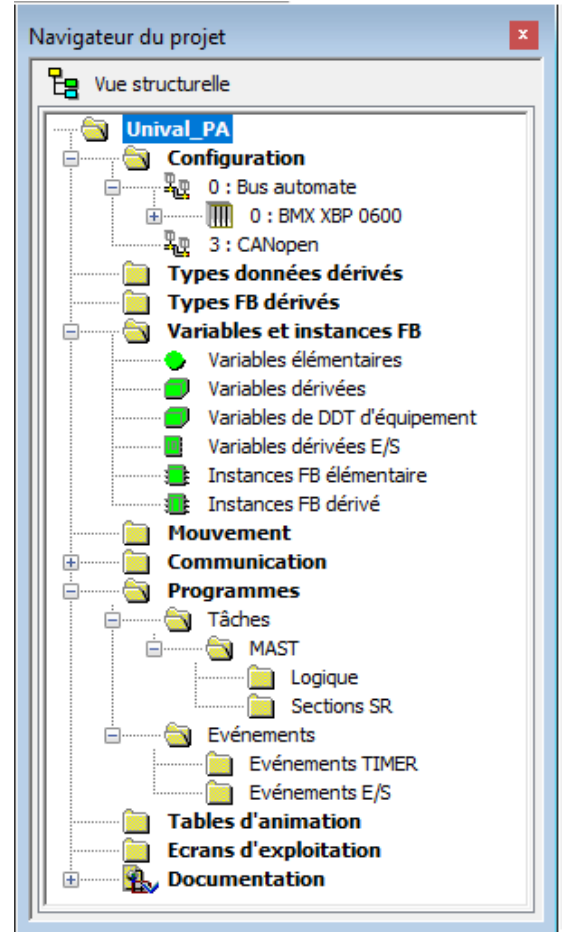 Navigateur du projet
x
Vue structurelle
Unival_PA
Configuration
0 : Bus automate
0 : BMX XBP 0600
3 : CANopen
Types données dérivés
Types FB dérivés
Variables et instances FB
Variables élémentaires
Variables dérivées
Variables de DDT d'équipement
Variables dérivées E/S
Instances FB élémentaire
Instances FB dérivé
Mouvement
Communication
Programmes
Tâches
MAST
Logique
Sections SR
Evénements
Evénements TIMER
Evénements E/S
Tables d'animation
Ecrans d'exploitation
Documentation